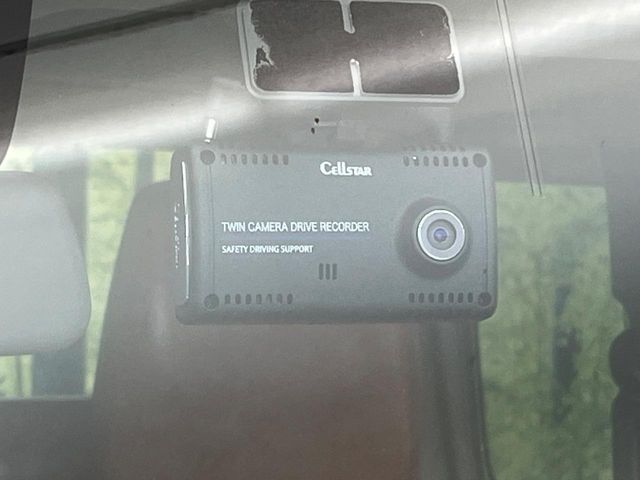 CELLSTAR
TWIN CAMERA DRIVE RECORDER
SAFETY DRIVING SUPPORT